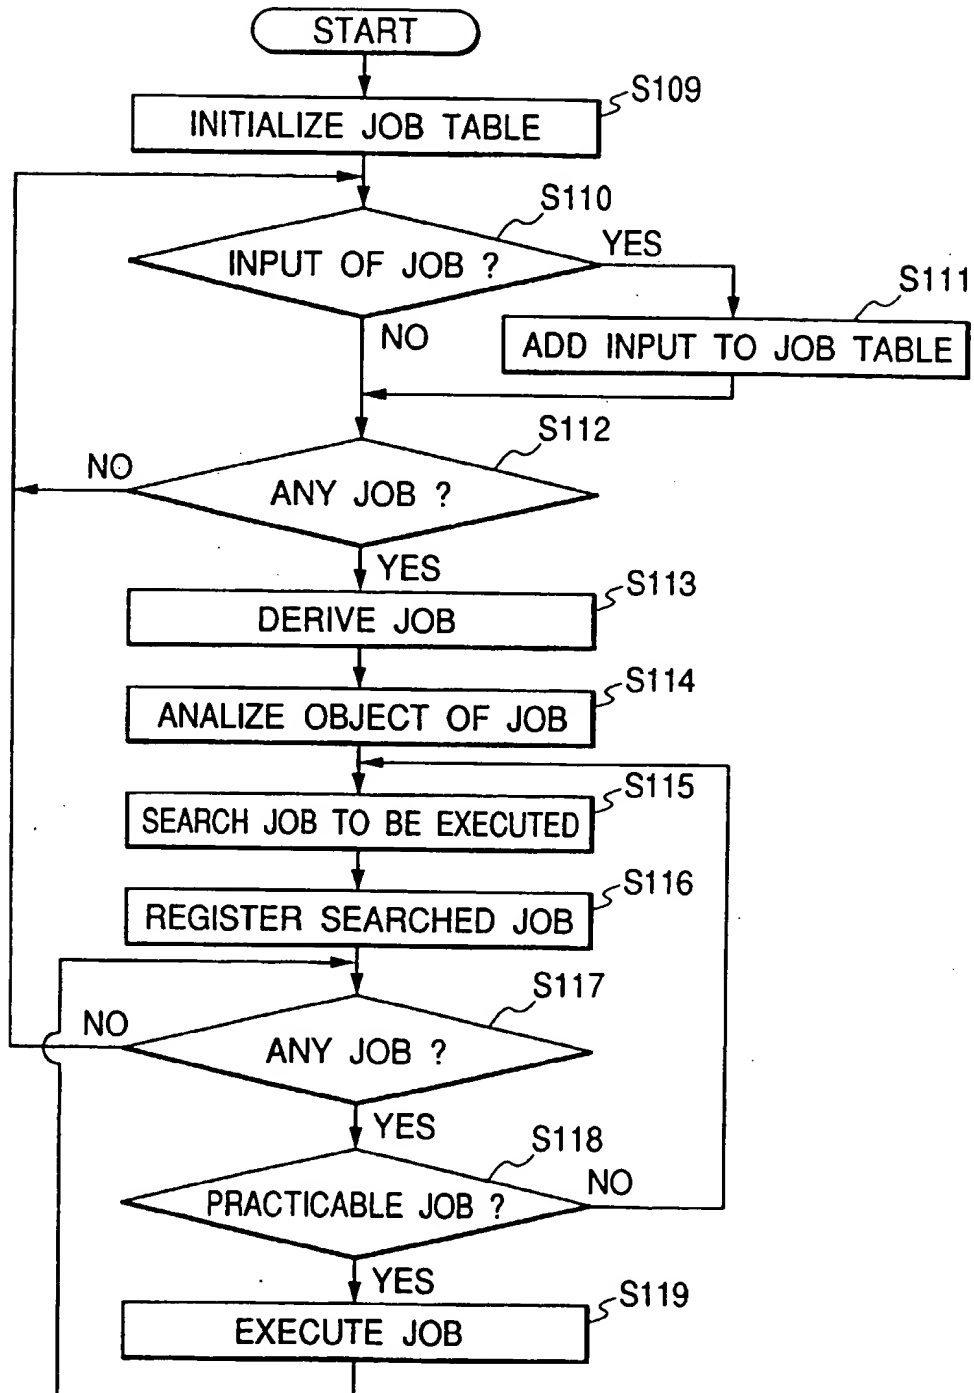 START
S109
INITIALIZE JOB TABLE
S110
INPUT OF JOB ?
YES
S111
ADD INPUT TO JOB TABLE
NO
S112
NO
ANY JOB ?
YES
S113
DERIVE JOB
S114
ANALIZE OBJECT OF JOB
S115
SEARCH JOB TO BE EXECUTED
S116
REGISTER SEARCHED JOB
S117
NO
ANY JOB ?
YES
S118
PRACTICABLE JOB ?
NO
YES
S119
EXECUTE JOB